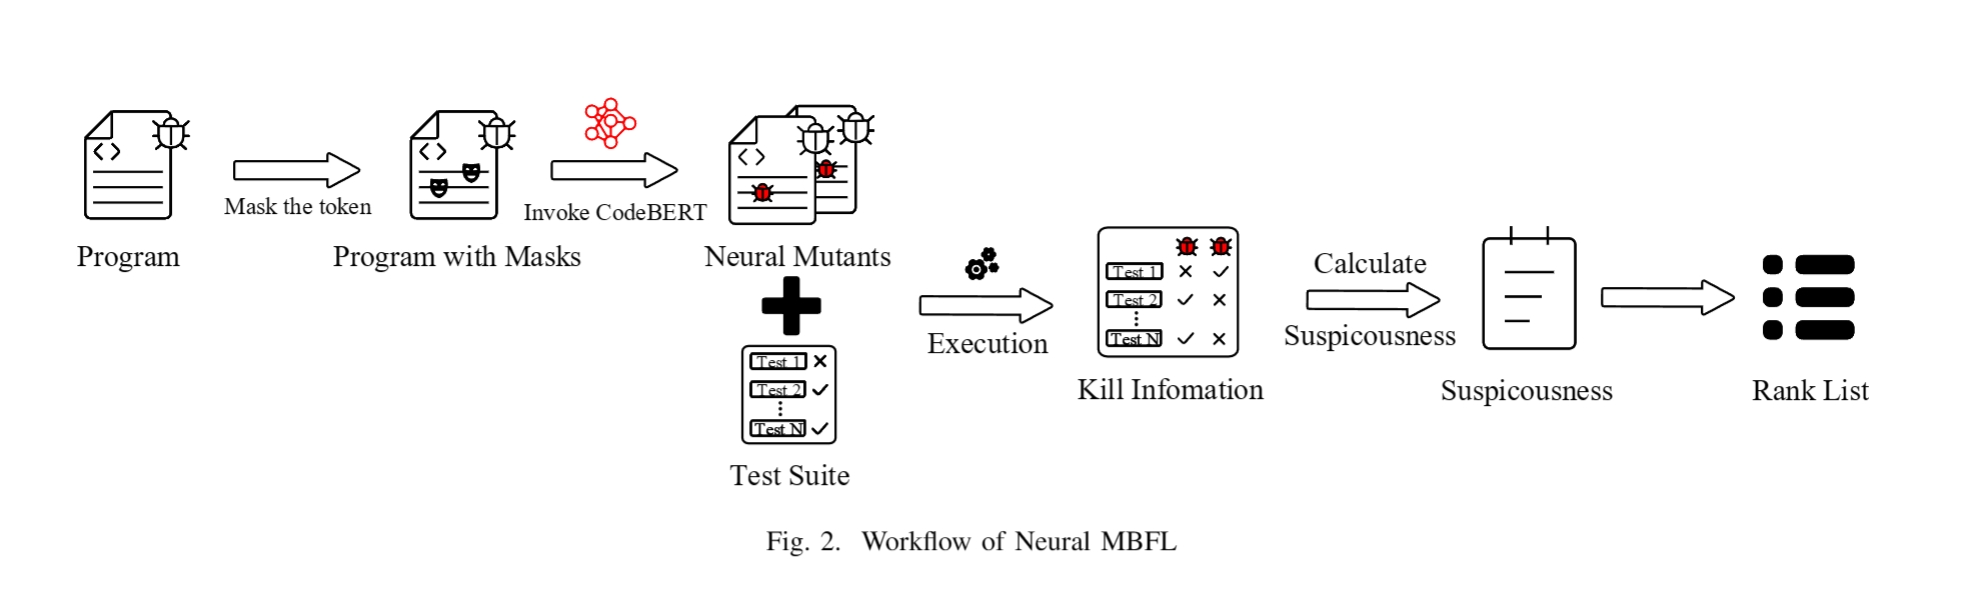 Mask the token
Invoke CodeBERT
Program
Program with Masks
Neural Mutants
Test 1
Test 2
Test N
Test Suite
Execution
Test 1
Test 2
Test N
Kill Infomation
Calculate
Suspicousness
Suspicousness
Rank List
Fig. 2. Workflow of Neural MBFL